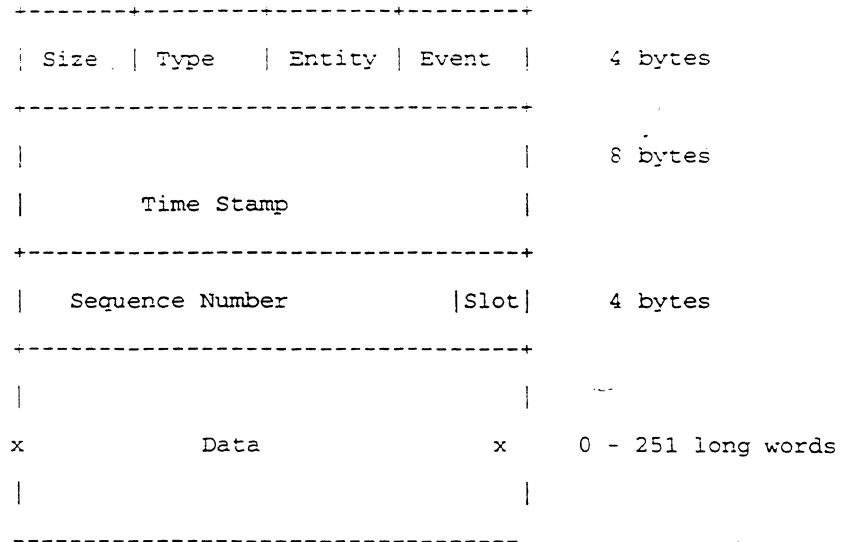 +--------+---------+---------+---------+
| Size | Type | Entity | Event | 4 bytes
+--------------------------------------+
| | 8 bytes
| Time Stamp |
+--------------------------------------+
| Sequence Number |Slot| 4 bytes
+--------------------------------------+
| |
x Data x 0 - 251 long words
| |
----------------------------------------